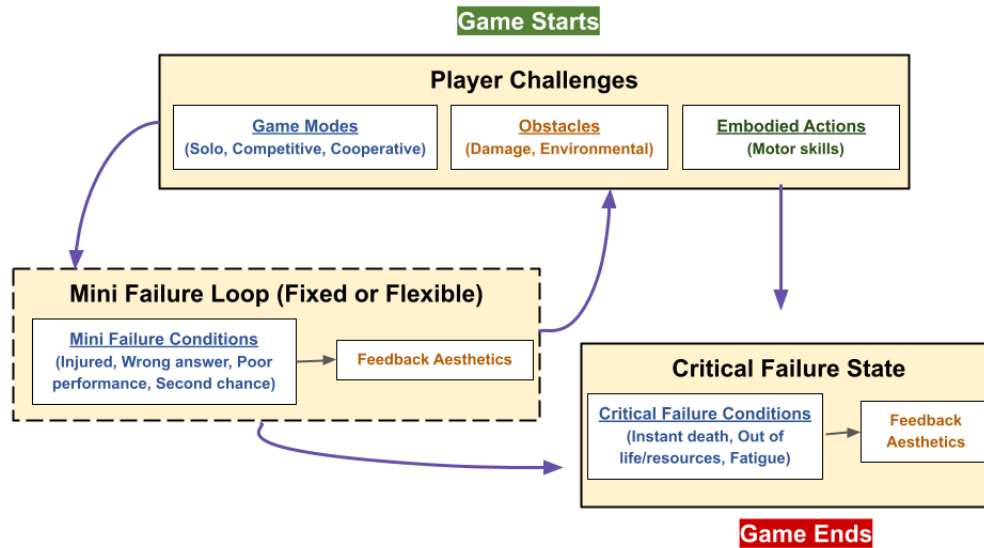 Game Starts
Player Challenges
Game Modes
(Solo, Competitive, Cooperative)
Obstacles
(Damage, Environmental)
Embodied Actions
(Motor skills)
Mini Failure Loop (Fixed or Flexible)
Mini Failure Conditions
(Injured, Wrong answer, Poor
performance, Second chance)
Feedback Aesthetics
Critical Failure State
Critical Failure Conditions
(Instant death, Out of
life/resources, Fatigue)
Feedback
Aesthetics
Game Ends